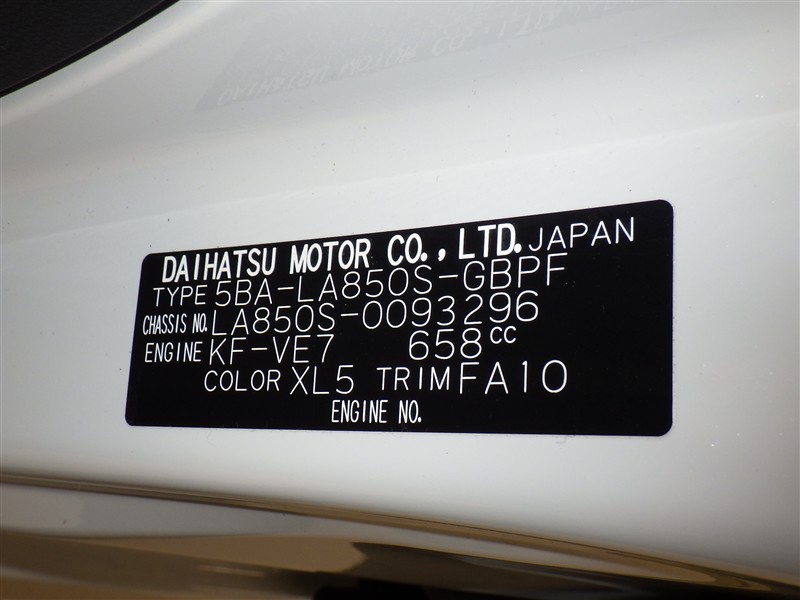 DAIHATSU MOTOR CO., LTD. JAPAN
TYPE 5BA-LA850S-GBPF
CHASSIS NO. LA850S-0093296
ENGINE KF-VE7 658cc
COLOR XL5 TRIM FA10
ENGINE NO.